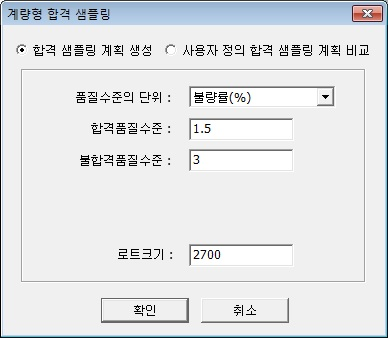 계량형 합격 샘플링
합격 샘플링 계획 생성 사용자 정의 합격 샘플링 계획 비교
품질수준의 단위 : 불량률(%)
합격품질수준 : 1.5
불합격품질수준 : 3
로트크기 : 2700
확인 취소